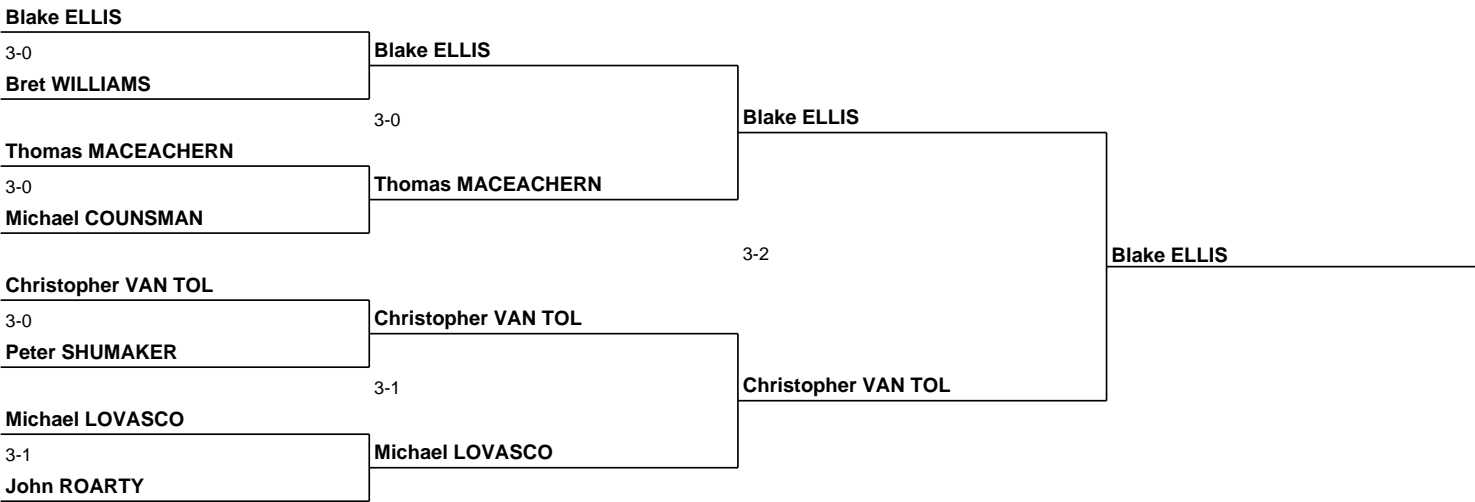 Blake ELLIS
3-0
Bret WILLIAMS
Thomas MACEACHERN
3-0
Michael COUNSMAN
Christopher VAN TOL
3-0
Peter SHUMAKER
Michael LOVASCO
3-1
John ROARTY
Blake ELLIS
3-0
Thomas MACEACHERN
Christopher VAN TOL
3-1
Michael LOVASCO
Blake ELLIS
3-2
Christopher VAN TOL
Blake ELLIS